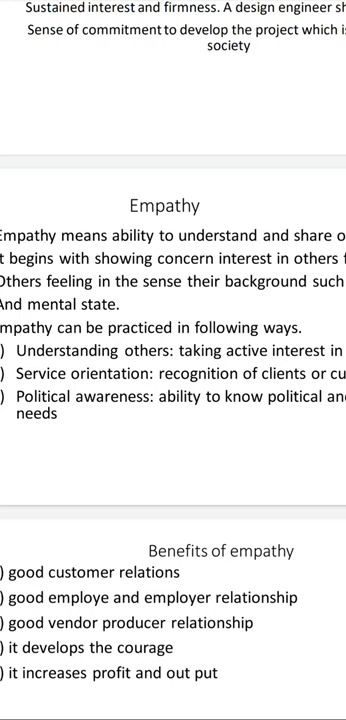 Sustained interest and firmness. A design engineer sh
Sense of commitment to develop the project which i
society
Empathy
Empathy means ability to understand and share o
t begins with showing concern interest in others f
Others feeling in the sense their background such
And mental state.
mpathy can be practiced in following ways.
) Understanding others: taking active interest in
) Service orientation: recognition of clients or cu
) Political awareness: ability to know political an
needs
Benefits of empathy
) good customer relations
) good employe and employer relationship
) good vendor producer relationship
) it develops the courage
) it increases profit and out put